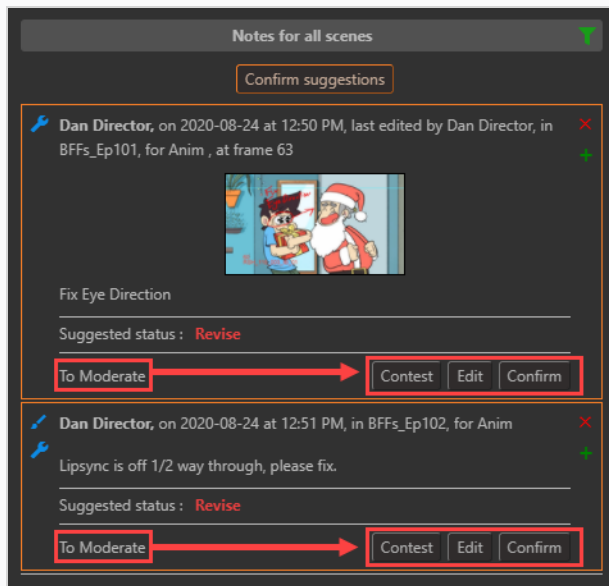 Notes for all scenes
Confirm suggestions
Dan Director, on 2020-08-24 at 12:50 PM, last edited by Dan Director, in
BFFs_Ep101, for Anim , at frame 63
Fix Eye Direction
Suggested status : Revise
To Moderate Contest Edit Confirm
Dan Director, on 2020-08-24 at 12:51 PM, in BFFs_Ep102, for Anim
Lipsync is off 1/2 way through, please fix.
Suggested status : Revise
To Moderate Contest Edit Confirm